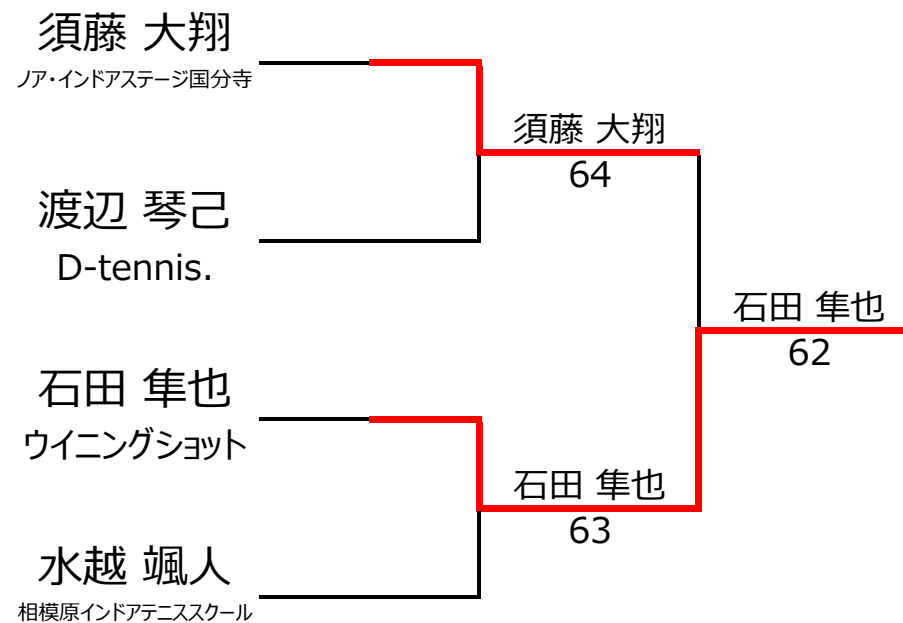 須藤 大翔
ノア・インドアステージ国分寺
須藤 大翔
64
渡辺 琴己
D-tennis.
石田 隼也
62
石田 隼也
ウイニングショット
石田 隼也
63
水越 颯人
相模原インドアテニススクール